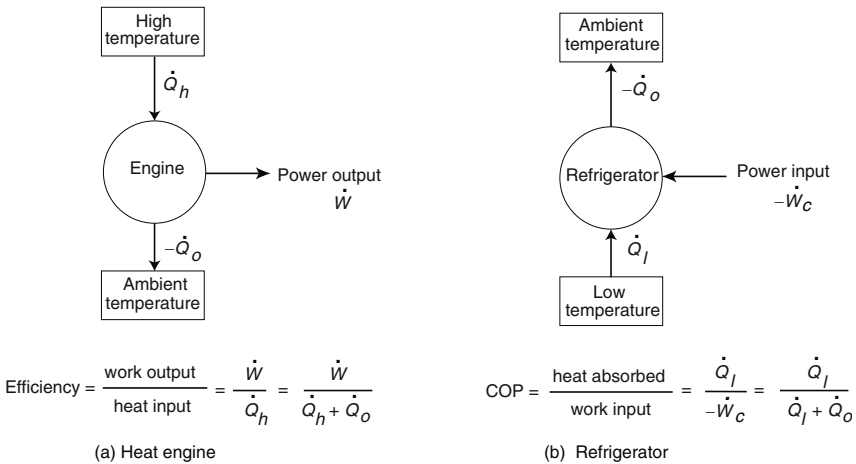 High
temperature
Q̇h
Engine
Power output
Ẇ
−Q̇o
Ambient
temperature
Efficiency = work output / heat input = Ẇ / Q̇h = Ẇ / Q̇h + Q̇o
(a) Heat engine
Ambient
temperature
−Q̇o
Refrigerator
Power input
−Ẇc
Q̇l
Low
temperature
COP = heat absorbed / work input = Q̇l / −Ẇc = Q̇l / Q̇l + Q̇o
(b) Refrigerator